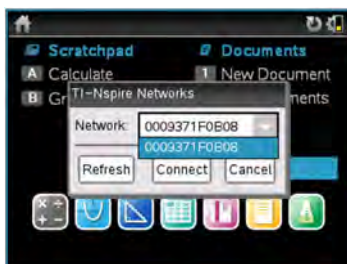 Scratchpad
Documents
A Calculate
1 New Document
B Gr
ments
TI-Nspire Networks
Network: 0009371F0B08
0009371F0B08
Refresh Connect Cancel